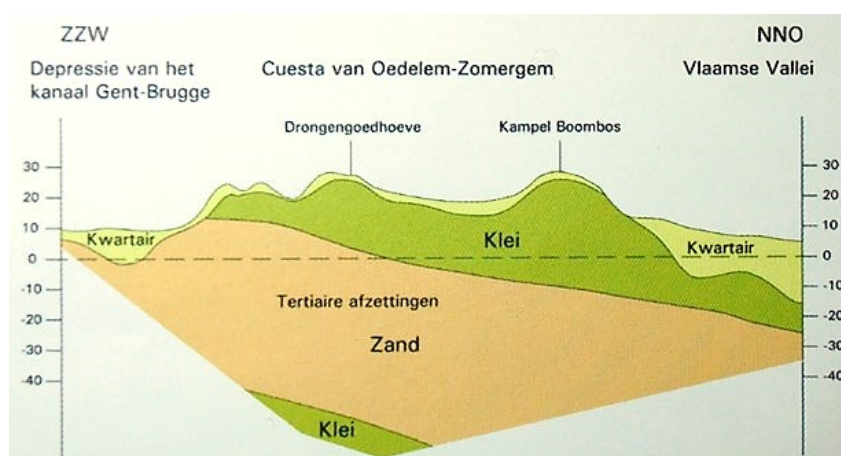 ZZW
NNO
Depressie van het
kanaal Gent-Brugge
Cuesta van Oedelem-Zomergem
Vlaamse Vallei
Drongengoedhoeve
Kampel Boombos
30
20
10
0
-10
-20
-30
-40
30
20
10
0
-10
-20
-30
-40
Kwartair
Klei
Kwartair
Tertiaire afzettingen
Zand
Klei